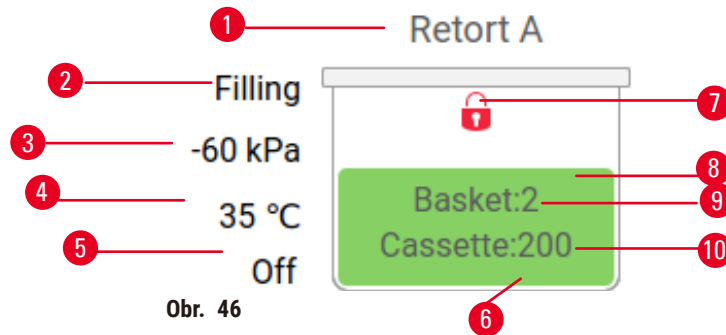 1 Retort A
2 Filling 7
3 -60 kPa
8
4 35 °C Basket:2 9
5 Off Cassette:200 10
Obr. 46 6